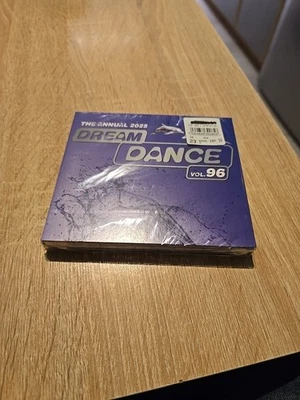 THE ANNUAL 2025
DREAM
DANCE
VOL.96